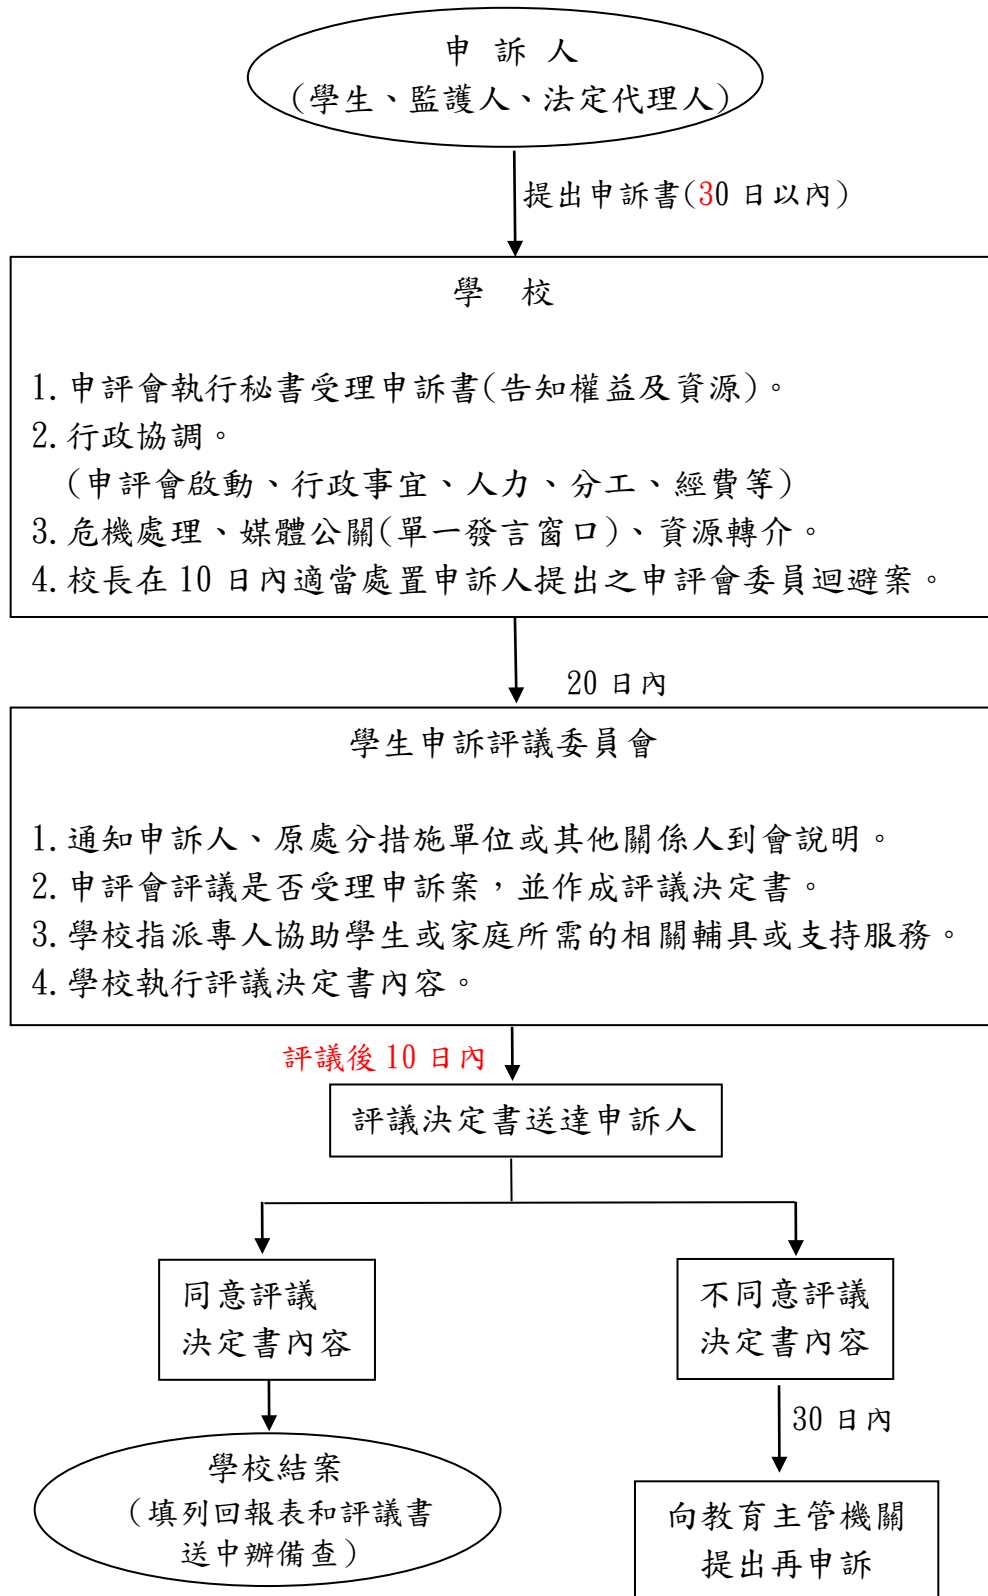 申 訴 人
(學生、監護人、法定代理人)
提出申訴書(30 日以內)
學 校
1.申評會執行秘書受理申訴書(告知權益及資源)。
2.行政協調。
(申評會啟動、行政事宜、人力、分工、經費等)
3.危機處理、媒體公關(單一發言窗口)、資源轉介。
4.校長在 10 日內適當處置申訴人提出之申評會委員迴避案。
20 日內
學生申訴評議委員會
1.通知申訴人、原處分措施單位或其他關係人到會說明。
2.申評會評議是否受理申訴案，並作成評議決定書。
3.學校指派專人協助學生或家庭所需的相關輔具或支持服務。
4.學校執行評議決定書內容。
評議後 10 日內
評議決定書送達申訴人
同意評議
決定書內容
不同意評議
決定書內容
30 日內
學校結案
（填列回報表和評議書
送中辦備查）
向教育主管機關
提出再申訴